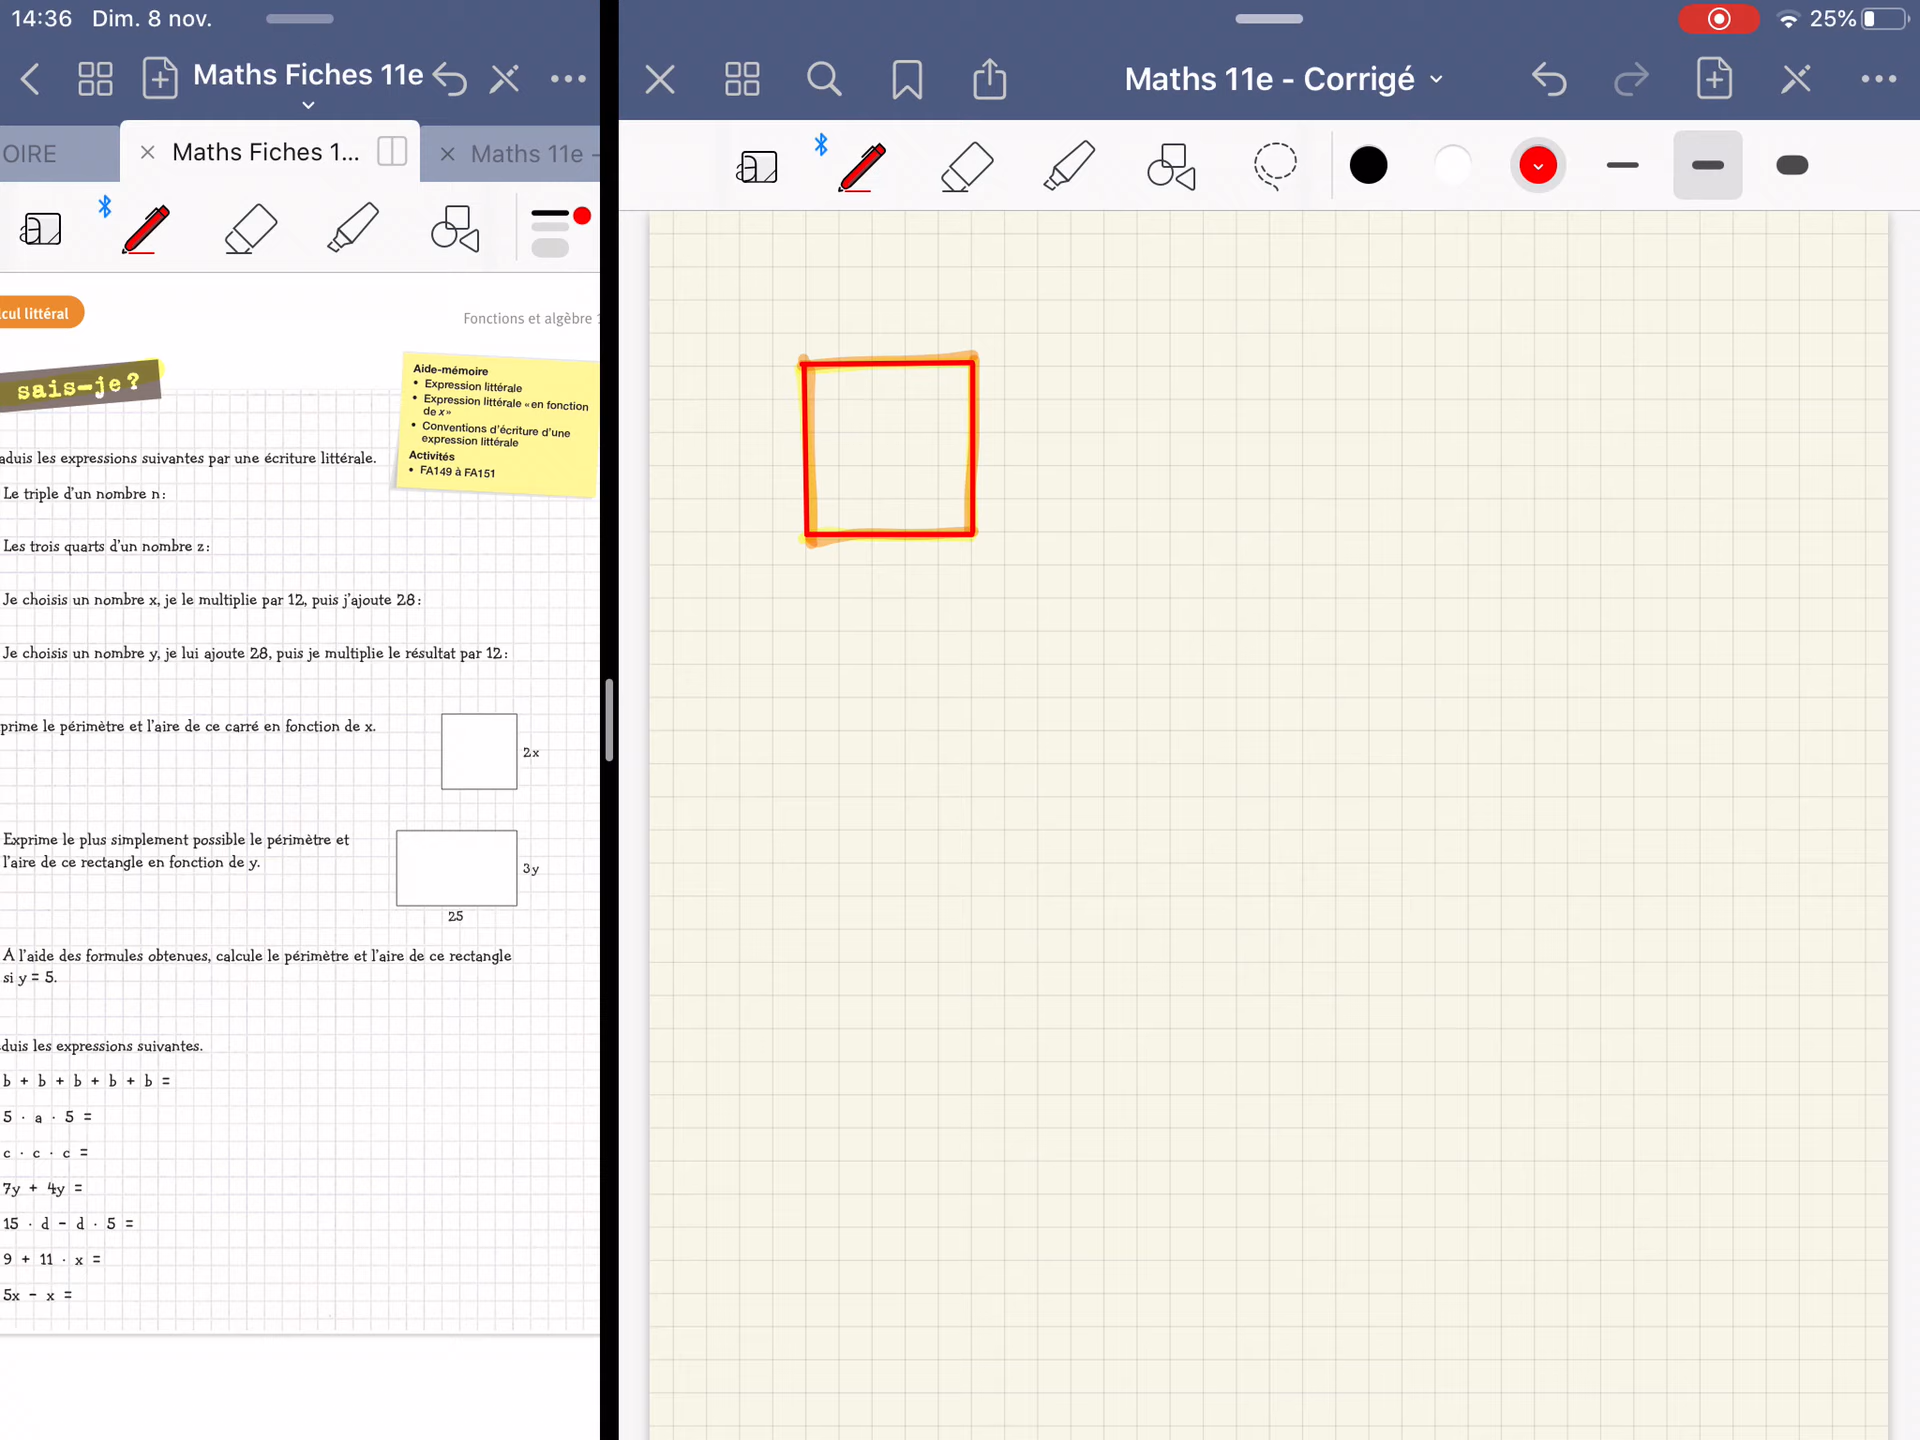 14:36 Dim. 8 nov.
25%
Maths Fiches 11e
Maths 11e - Corrigé
OIRE
Maths Fiches 1...
Maths 11e -
cul littéral
Fonctions et algèbre
sais-je?
Aide-mémoire
• Expression littérale
• Expression littérale «en fonction
de x»
• Conventions d'écriture d'une
expression littérale
Activités
• FA149 à FA151
aduis les expressions suivantes par une écriture littérale.
Le triple d'un nombre n:
Les trois quarts d'un nombre z:
Je choisis un nombre x, je le multiplie par 12, puis j'ajoute 28:
Je choisis un nombre y, je lui ajoute 28, puis je multiplie le résultat par 12:
prime le périmètre et l'aire de ce carré en fonction de x.
2x
Exprime le plus simplement possible le périmètre et
l'aire de ce rectangle en fonction de y.
3y
25
A l'aide des formules obtenues, calcule le périmètre et l'aire de ce rectangle
si y = 5.
duis les expressions suivantes.
b + b + b + b + b =
5 · a · 5 =
c · c · c =
7y + 4y =
15 · d - d · 5 =
9 + 11 · x =
5x - x =